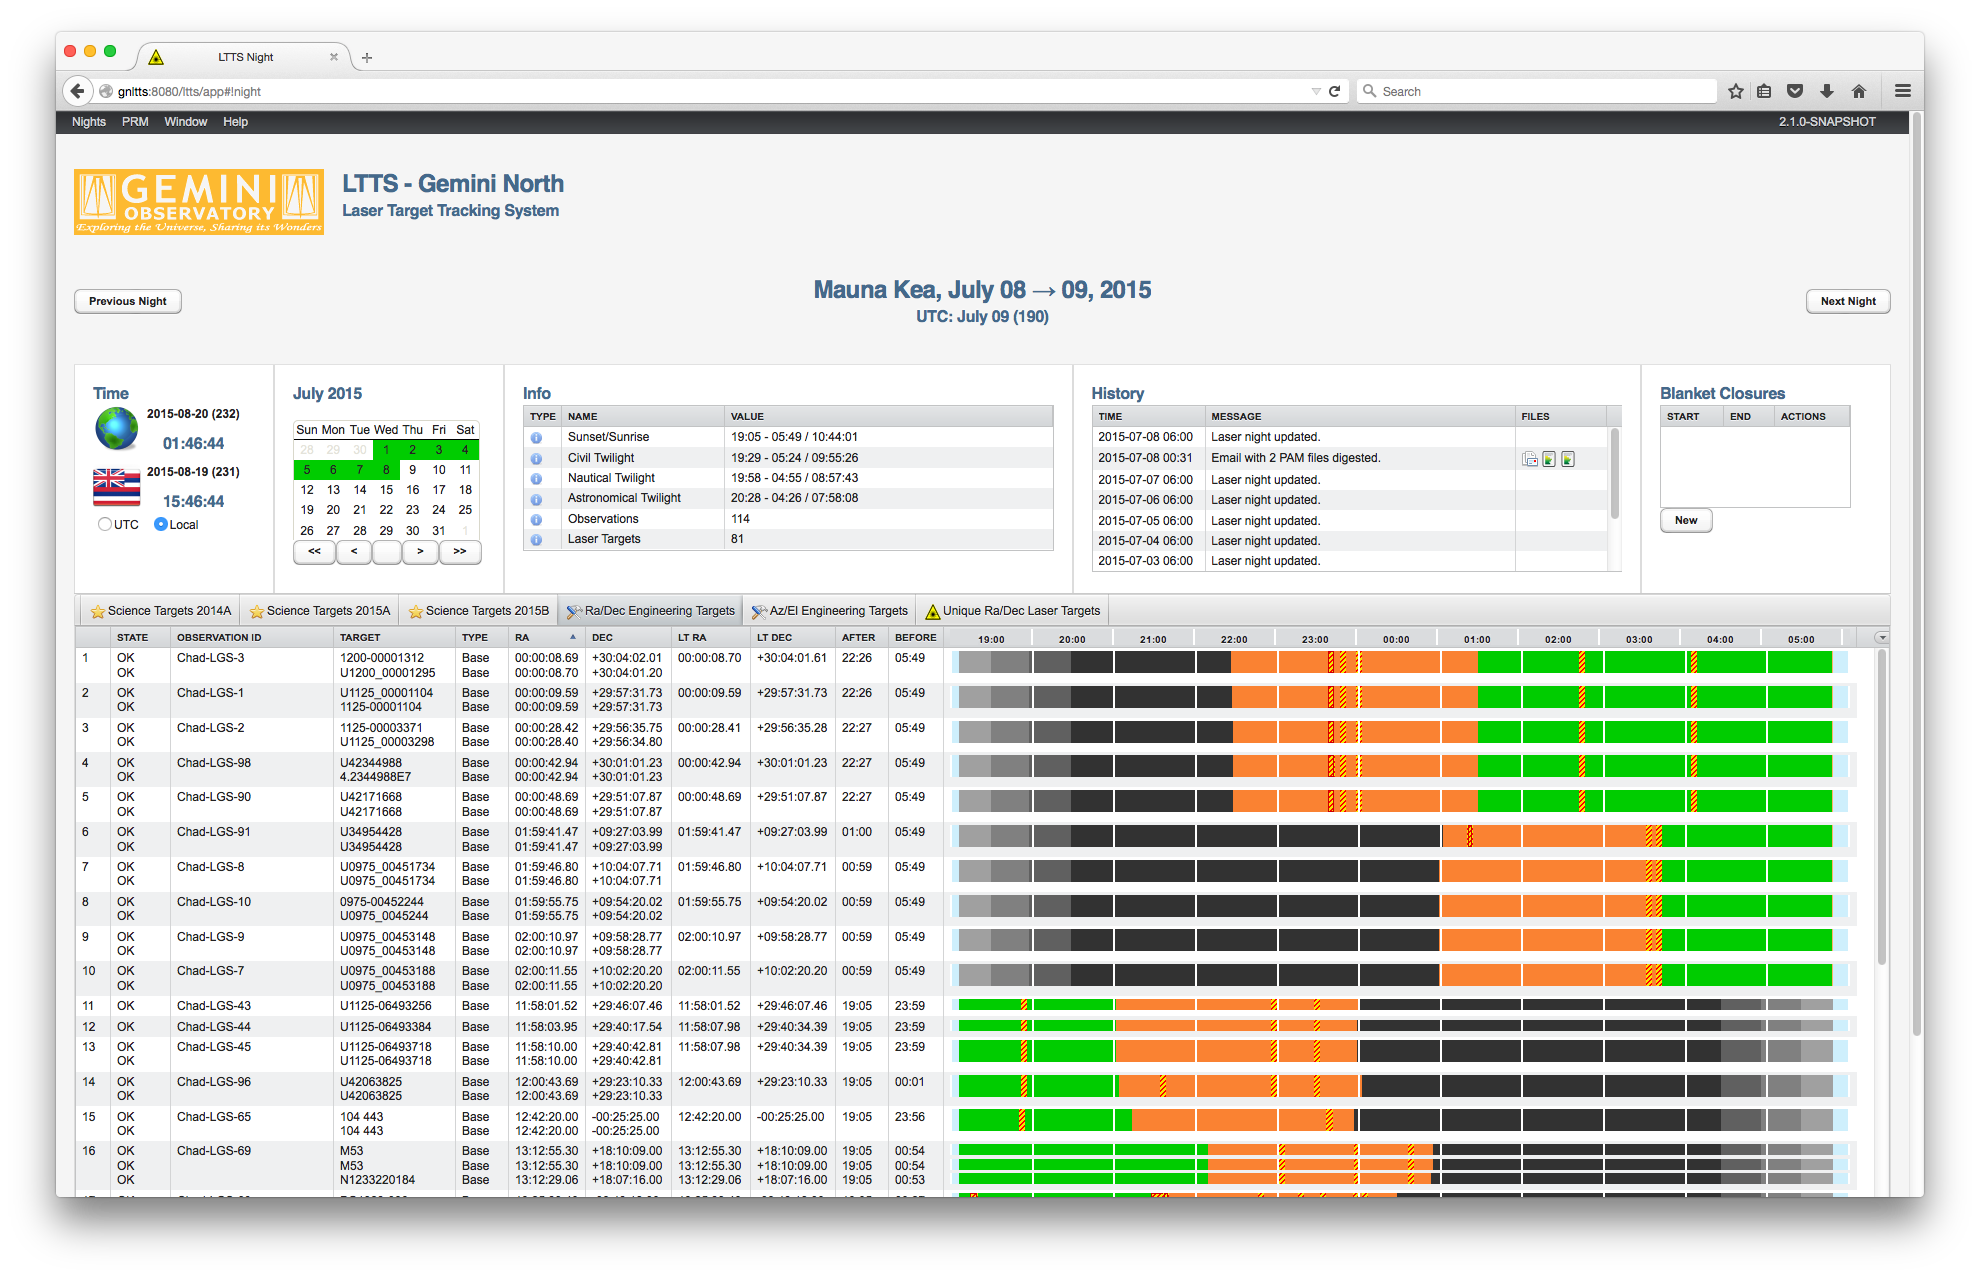 LTTS Night
gnltts:8080/ltts/app#!night
Search
Nights PRM Window Help 2.1.0-SNAPSHOT
GEMINI
OBSERVATORY
Exploring the Universe, Sharing its Wonders
LTTS - Gemini North
Laser Target Tracking System
Previous Night
Mauna Kea, July 08 → 09, 2015
UTC: July 09 (190)
Next Night
Time
2015-08-20 (232)
01:46:44
2015-08-19 (231)
15:46:44
UTC Local
July 2015
Sun Mon Tue Wed Thu Fri Sat
28 29 30 1 2 3 4
5 6 7 8 9 10 11
12 13 14 15 16 17 18
19 20 21 22 23 24 25
26 27 28 29 30 31 1
<< < > >>
Info
TYPE NAME VALUE
Sunset/Sunrise 19:05 - 05:49 / 10:44:01
Civil Twilight 19:29 - 05:24 / 09:55:26
Nautical Twilight 19:58 - 04:55 / 08:57:43
Astronomical Twilight 20:28 - 04:26 / 07:58:08
Observations 114
Laser Targets 81
History
TIME MESSAGE FILES
2015-07-08 06:00 Laser night updated.
2015-07-08 00:31 Email with 2 PAM files digested.
2015-07-07 06:00 Laser night updated.
2015-07-06 06:00 Laser night updated.
2015-07-05 06:00 Laser night updated.
2015-07-04 06:00 Laser night updated.
2015-07-03 06:00 Laser night updated.
Blanket Closures
START END ACTIONS
New
Science Targets 2014A Science Targets 2015A Science Targets 2015B Ra/Dec Engineering Targets Az/El Engineering Targets Unique Ra/Dec Laser Targets
STATE OBSERVATION ID TARGET TYPE RA DEC LT RA LT DEC AFTER BEFORE 19:00 20:00 21:00 22:00 23:00 00:00 01:00 02:00 03:00 04:00 05:00
1 OK Chad-LGS-3 1200-00001312 Base 00:00:08.69 +30:04:02.01 00:00:08.70 +30:04:01.61 22:26 05:49
OK U1200_00001295 Base 00:00:08.70 +30:04:01.20
2 OK Chad-LGS-1 U1125_00001104 Base 00:00:09.59 +29:57:31.73 00:00:09.59 +29:57:31.73 22:26 05:49
OK 1125-00001104 Base 00:00:09.59 +29:57:31.73
3 OK Chad-LGS-2 1125-00003371 Base 00:00:28.42 +29:56:35.75 00:00:28.41 +29:56:35.28 22:27 05:49
OK U1125_00003298 Base 00:00:28.40 +29:56:34.80
4 OK Chad-LGS-98 U42344988 Base 00:00:42.94 +30:01:01.23 00:00:42.94 +30:01:01.23 22:27 05:49
OK 4.2344988E7 Base 00:00:42.94 +30:01:01.23
5 OK Chad-LGS-90 U42171668 Base 00:00:48.69 +29:51:07.87 00:00:48.69 +29:51:07.87 22:27 05:49
OK U42171668 Base 00:00:48.69 +29:51:07.87
6 OK Chad-LGS-91 U34954428 Base 01:59:41.47 +09:27:03.99 01:59:41.47 +09:27:03.99 01:00 05:49
OK U34954428 Base 01:59:41.47 +09:27:03.99
7 OK Chad-LGS-8 U0975_00451734 Base 01:59:46.80 +10:04:07.71 01:59:46.80 +10:04:07.71 00:59 05:49
OK U0975_00451734 Base 01:59:46.80 +10:04:07.71
8 OK Chad-LGS-10 0975-00452244 Base 01:59:55.75 +09:54:20.02 01:59:55.75 +09:54:20.02 00:59 05:49
OK U0975_0045244 Base 01:59:55.75 +09:54:20.02
9 OK Chad-LGS-9 U0975_00453148 Base 02:00:10.97 +09:58:28.77 02:00:10.97 +09:58:28.77 00:59 05:49
OK U0975_00453148 Base 02:00:10.97 +09:58:28.77
10 OK Chad-LGS-7 U0975_00453188 Base 02:00:11.55 +10:02:20.20 02:00:11.55 +10:02:20.20 00:59 05:49
OK U0975_00453188 Base 02:00:11.55 +10:02:20.20
11 OK Chad-LGS-43 U1125-06493256 Base 11:58:01.52 +29:46:07.46 11:58:01.52 +29:46:07.46 19:05 23:59
12 OK Chad-LGS-44 U1125-06493384 Base 11:58:03.95 +29:40:17.54 11:58:07.98 +29:40:34.39 19:05 23:59
13 OK Chad-LGS-45 U1125-06493718 Base 11:58:10.00 +29:40:42.81 11:58:07.98 +29:40:34.39 19:05 23:59
OK U1125-06493718 Base 11:58:10.00 +29:40:42.81
14 OK Chad-LGS-96 U42063825 Base 12:00:43.69 +29:23:10.33 12:00:43.69 +29:23:10.33 19:05 00:01
OK U42063825 Base 12:00:43.69 +29:23:10.33
15 OK Chad-LGS-65 104 443 Base 12:42:20.00 -00:25:25.00 12:42:20.00 -00:25:25.00 19:05 23:56
OK 104 443 Base 12:42:20.00 -00:25:25.00
16 OK Chad-LGS-69 M53 Base 13:12:55.30 +18:10:09.00 13:12:55.30 +18:10:09.00 19:05 00:54
OK M53 Base 13:12:55.30 +18:10:09.00 13:12:55.30 +18:10:09.00 19:05 00:54
OK N1233220184 Base 13:12:29.06 +18:07:16.00 13:12:29.06 +18:07:16.00 19:05 00:53